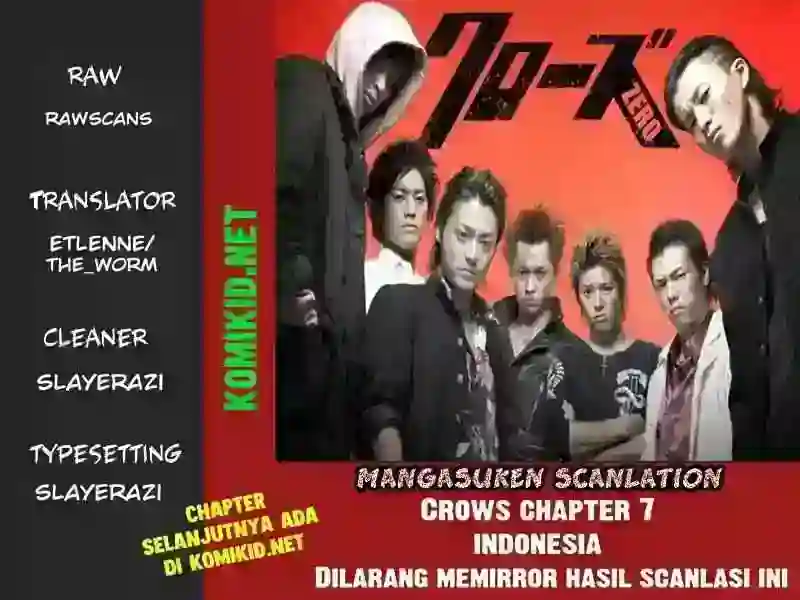 RAW
RAWSCANS
TRANSLATOR
ETLENNE/
THE_WORM
CLEANER
SLAYERAZI
TYPESETTING
SLAYERAZI
KOMIKID.NET
クローズ
ZERO
CHAPTER
SELANJUTNYA ADA
DI KOMIKID.NET
MANGASUKEN SCANLATION
CROWS CHAPTER 7
INDONESIA
DILARANG MEMIRROR HASIL SCANLASI INI